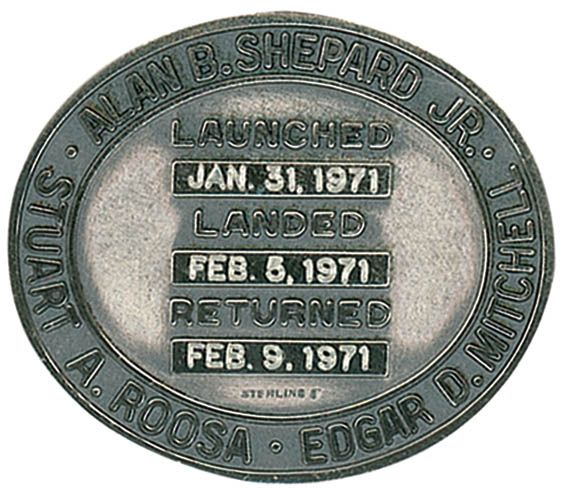 ALAN B. SHEPARD JR.
EDGAR D. MITCHELL
STUART A. ROOSA
LAUNCHED
JAN. 31, 1971
LANDED
FEB. 5, 1971
RETURNED
FEB. 9, 1971
STERLING